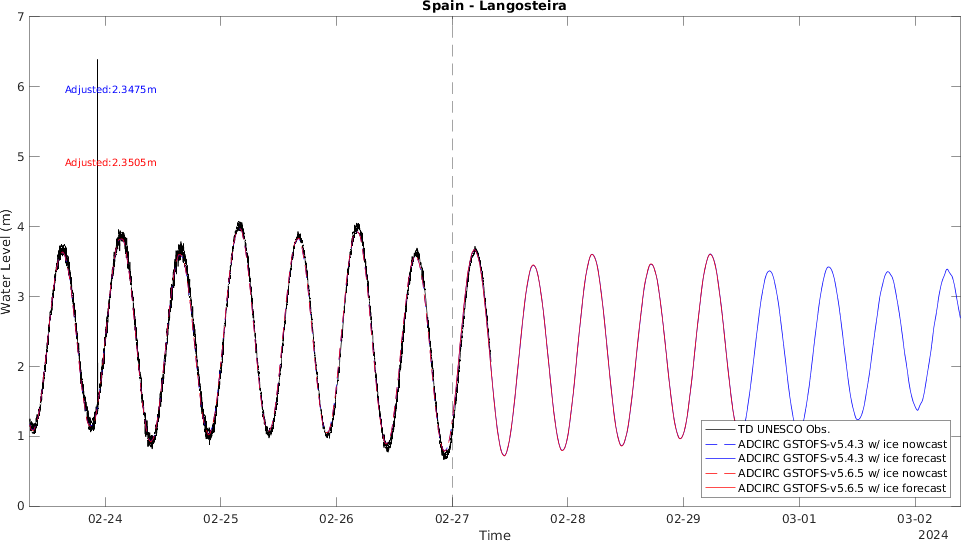 Spain - Langosteira
7
6
5
4
3
2
1
0
Water Level (m)
Adjusted:2.3475m
Adjusted:2.3505m
TD UNESCO Obs.
ADCIRC GSTOFS-v5.4.3 w/ ice nowcast
ADCIRC GSTOFS-v5.4.3 w/ ice forecast
ADCIRC GSTOFS-v5.6.5 w/ ice nowcast
ADCIRC GSTOFS-v5.6.5 w/ ice forecast
02-24 02-25 02-26 02-27 02-28 02-29 03-01 03-02
Time
2024